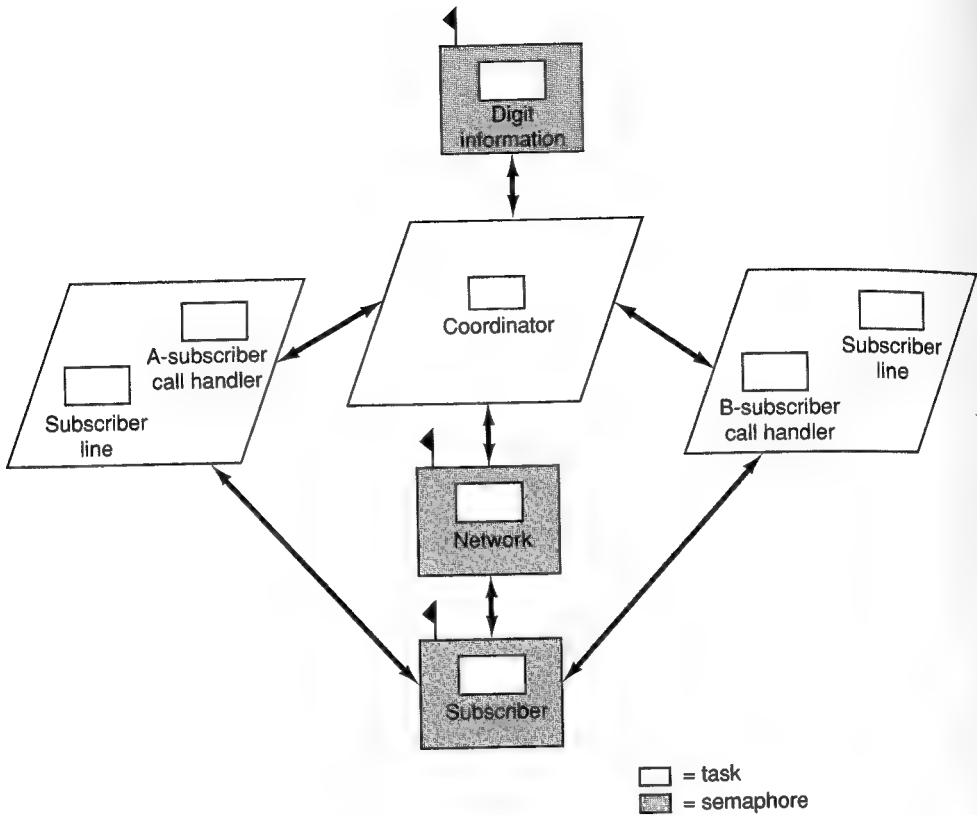 Digit
information
Coordinator
A-subscriber
call handler
Subscriber
line
Subscriber
line
B-subscriber
call handler
Network
Subscriber
= task
= semaphore